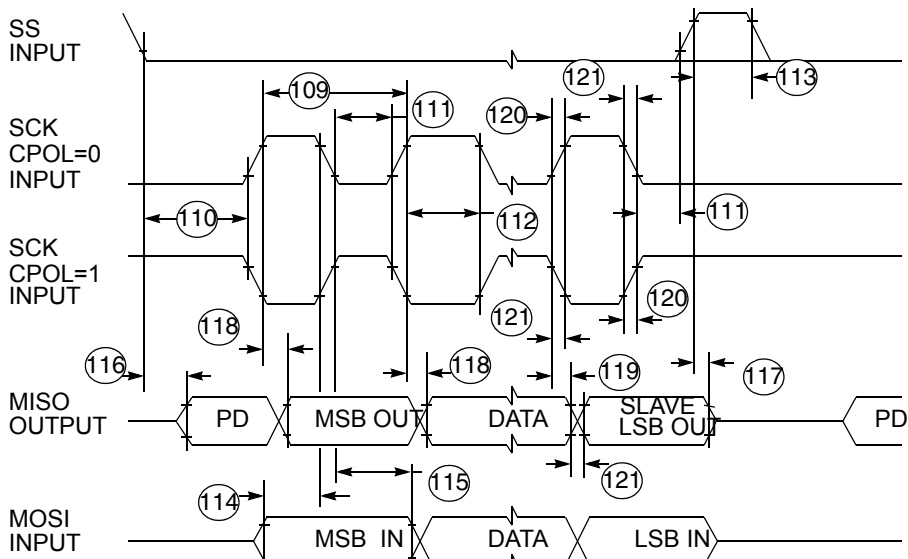 SS
INPUT
121
113
109
111
120
SCK
CPOL=0
INPUT
110
112
111
SCK
CPOL=1
INPUT
118
121
120
116
118
119
117
MISO
OUTPUT
PD
MSB OUT
DATA
SLAVE
LSB OUT
PD
114
115
121
MOSI
INPUT
MSB IN
DATA
LSB IN